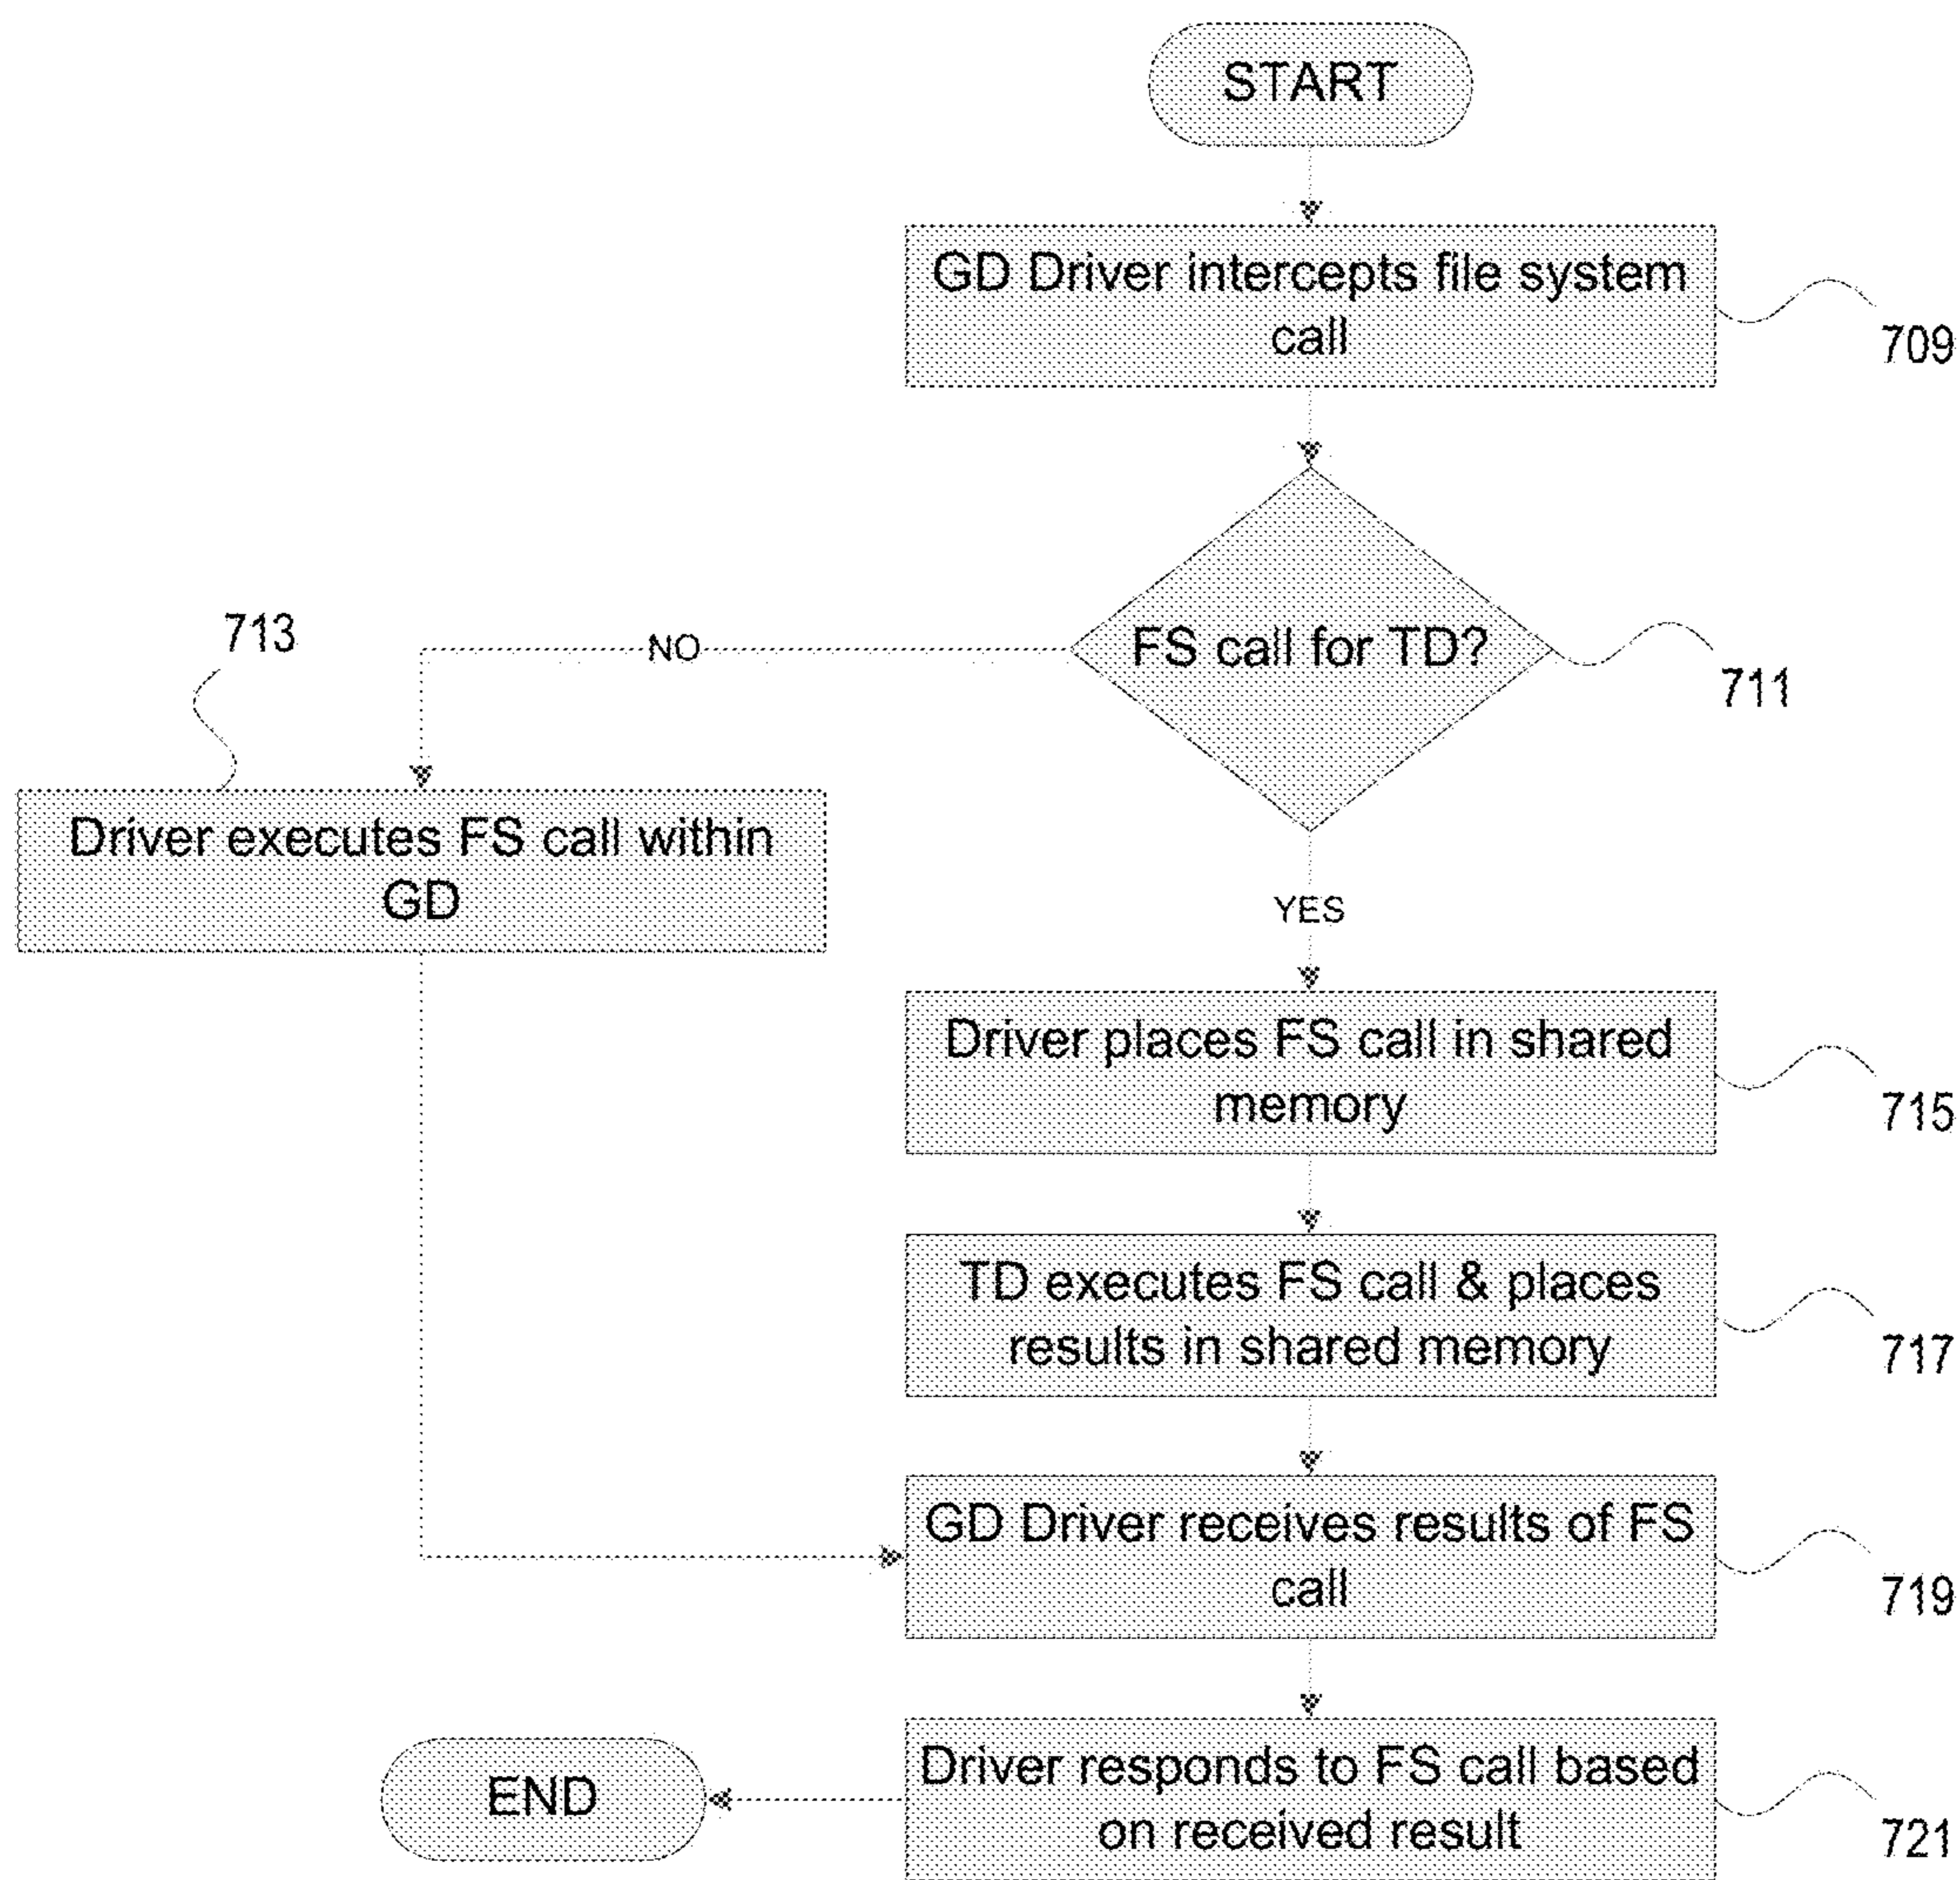 START
GD Driver intercepts file system
call
709
FS call for TD?
711
NO
713
Driver executes FS call within
GD
YES
Driver places FS call in shared
memory
715
TD executes FS call & places
results in shared memory
717
GD Driver receives results of FS
call
719
Driver responds to FS call based
on received result
721
END